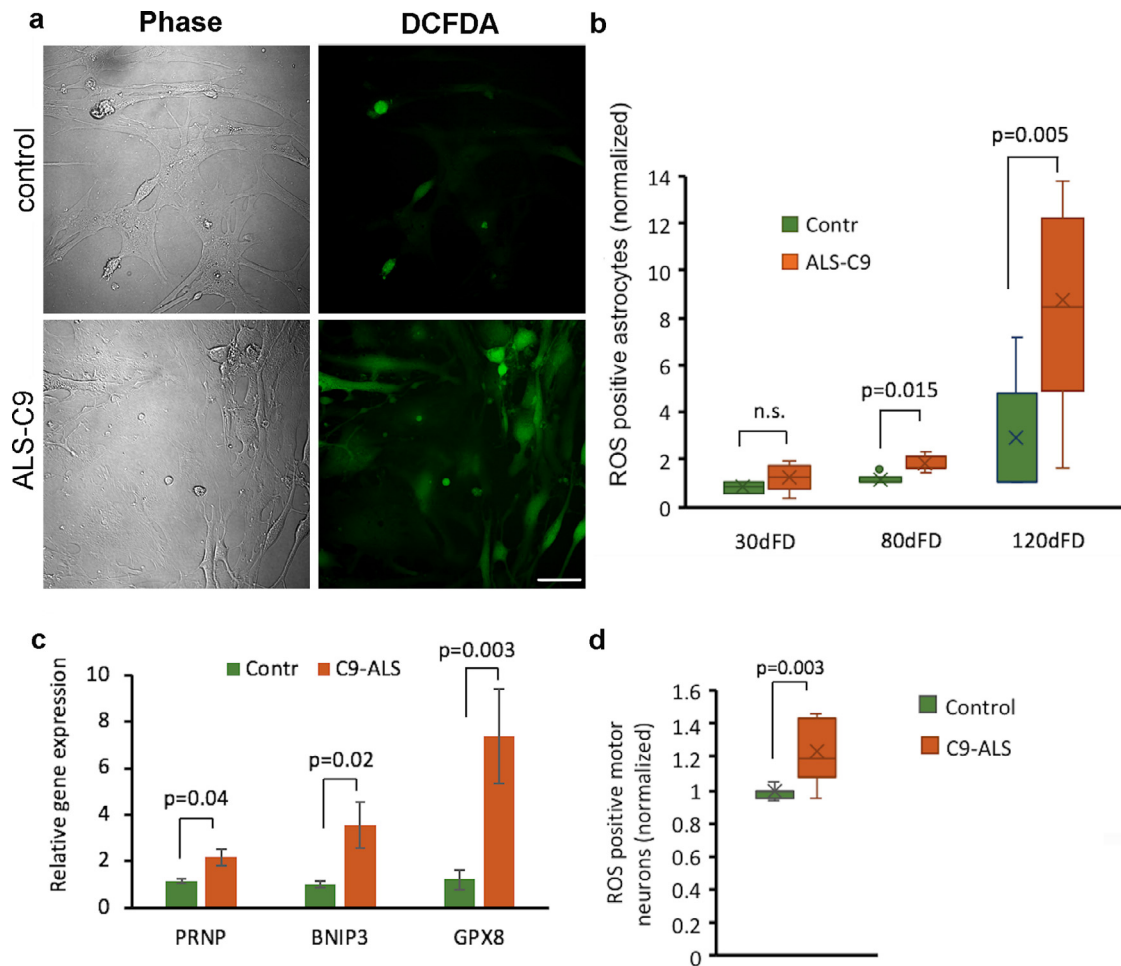 a
Phase
DCFDA
control
ALS-C9
b
ROS positive astrocytes (normalized)
14
12
10
8
6
4
2
0
Contr
ALS-C9
n.s.
p=0.015
p=0.005
30dFD
80dFD
120dFD
c
Relative gene expression
10
8
6
4
2
0
Contr
C9-ALS
p=0.04
p=0.02
p=0.003
PRNP
BNIP3
GPX8
d
ROS positive motor
neurons (normalized)
1.6
1.4
1.2
1
0.8
0.6
0.4
0.2
0
p=0.003
Control
C9-ALS